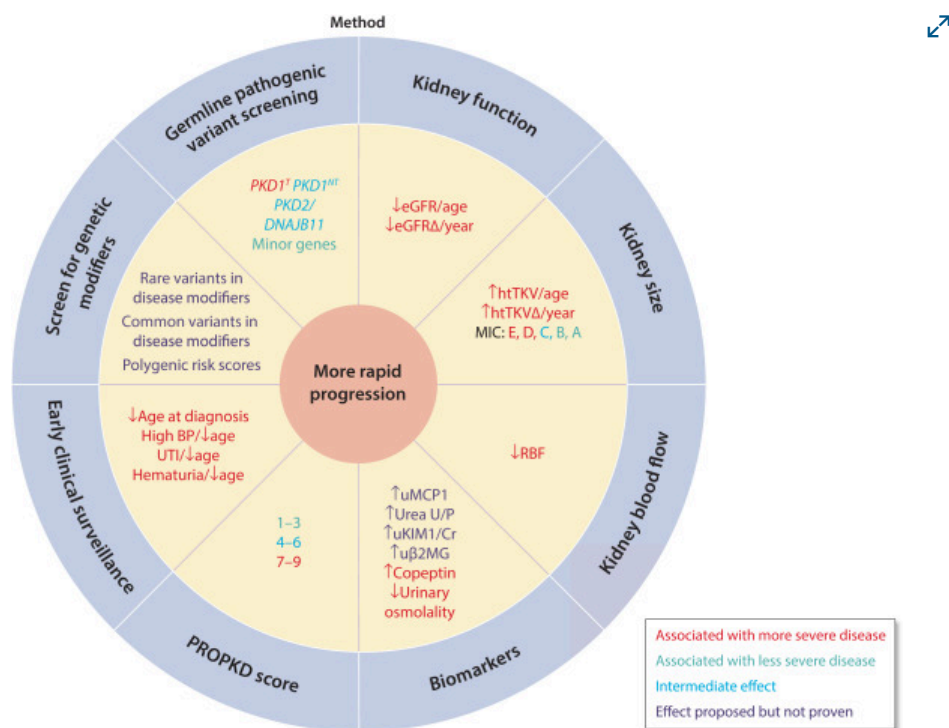 Method
Germline pathogenic
variant screening
Kidney function
Kidney size
Kidney blood flow
Biomarkers
PROPKD score
Early clinical surveillance
Screen for genetic
modifiers
PKD1ᵀ PKD1ᴺᵀ
PKD2/
DNAJB11
Minor genes
↓eGFR/age
↓eGFRΔ/year
↑htTKV/age
↑htTKVΔ/year
MIC: E, D, C, B, A
↓RBF
↑uMCP1
↑Urea U/P
↑uKIM1/Cr
↑uβ2MG
↑Copeptin
↓Urinary
osmolality
1–3
4–6
7–9
↓Age at diagnosis
High BP/↓age
UTI/↓age
Hematuria/↓age
Rare variants in
disease modifiers
Common variants in
disease modifiers
Polygenic risk scores
More rapid
progression
Associated with more severe disease
Associated with less severe disease
Intermediate effect
Effect proposed but not proven